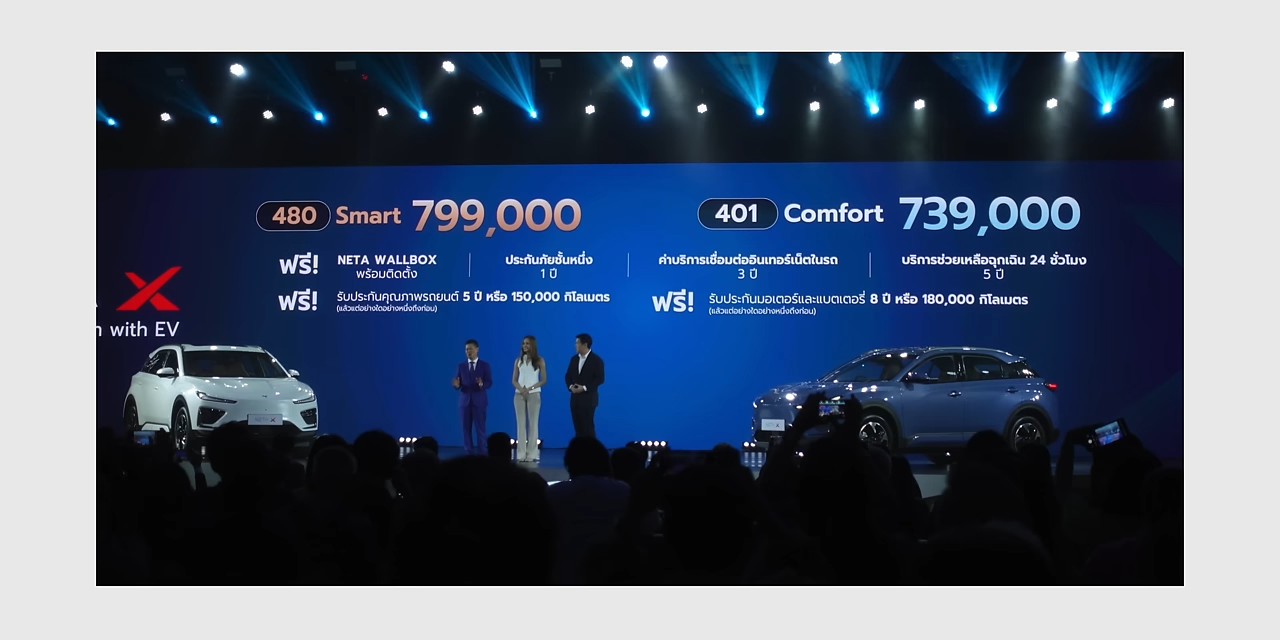 480 Smart 799,000
401 Comfort 739,000
ฟรี! NETA WALLBOX พร้อมติดตั้ง
ประกันภัยชั้นหนึ่ง 1 ปี
ค่าบริการเชื่อมต่ออินเทอร์เน็ตในรถ 3 ปี
บริการช่วยเหลือฉุกเฉิน 24 ชั่วโมง 5 ปี
ฟรี! รับประกันคุณภาพรถยนต์ 5 ปี หรือ 150,000 กิโลเมตร
(แล้วแต่อย่างใดอย่างหนึ่งถึงก่อน)
ฟรี! รับประกันมอเตอร์และแบตเตอรี่ 8 ปี หรือ 180,000 กิโลเมตร
(แล้วแต่อย่างใดอย่างหนึ่งถึงก่อน)
X
with EV